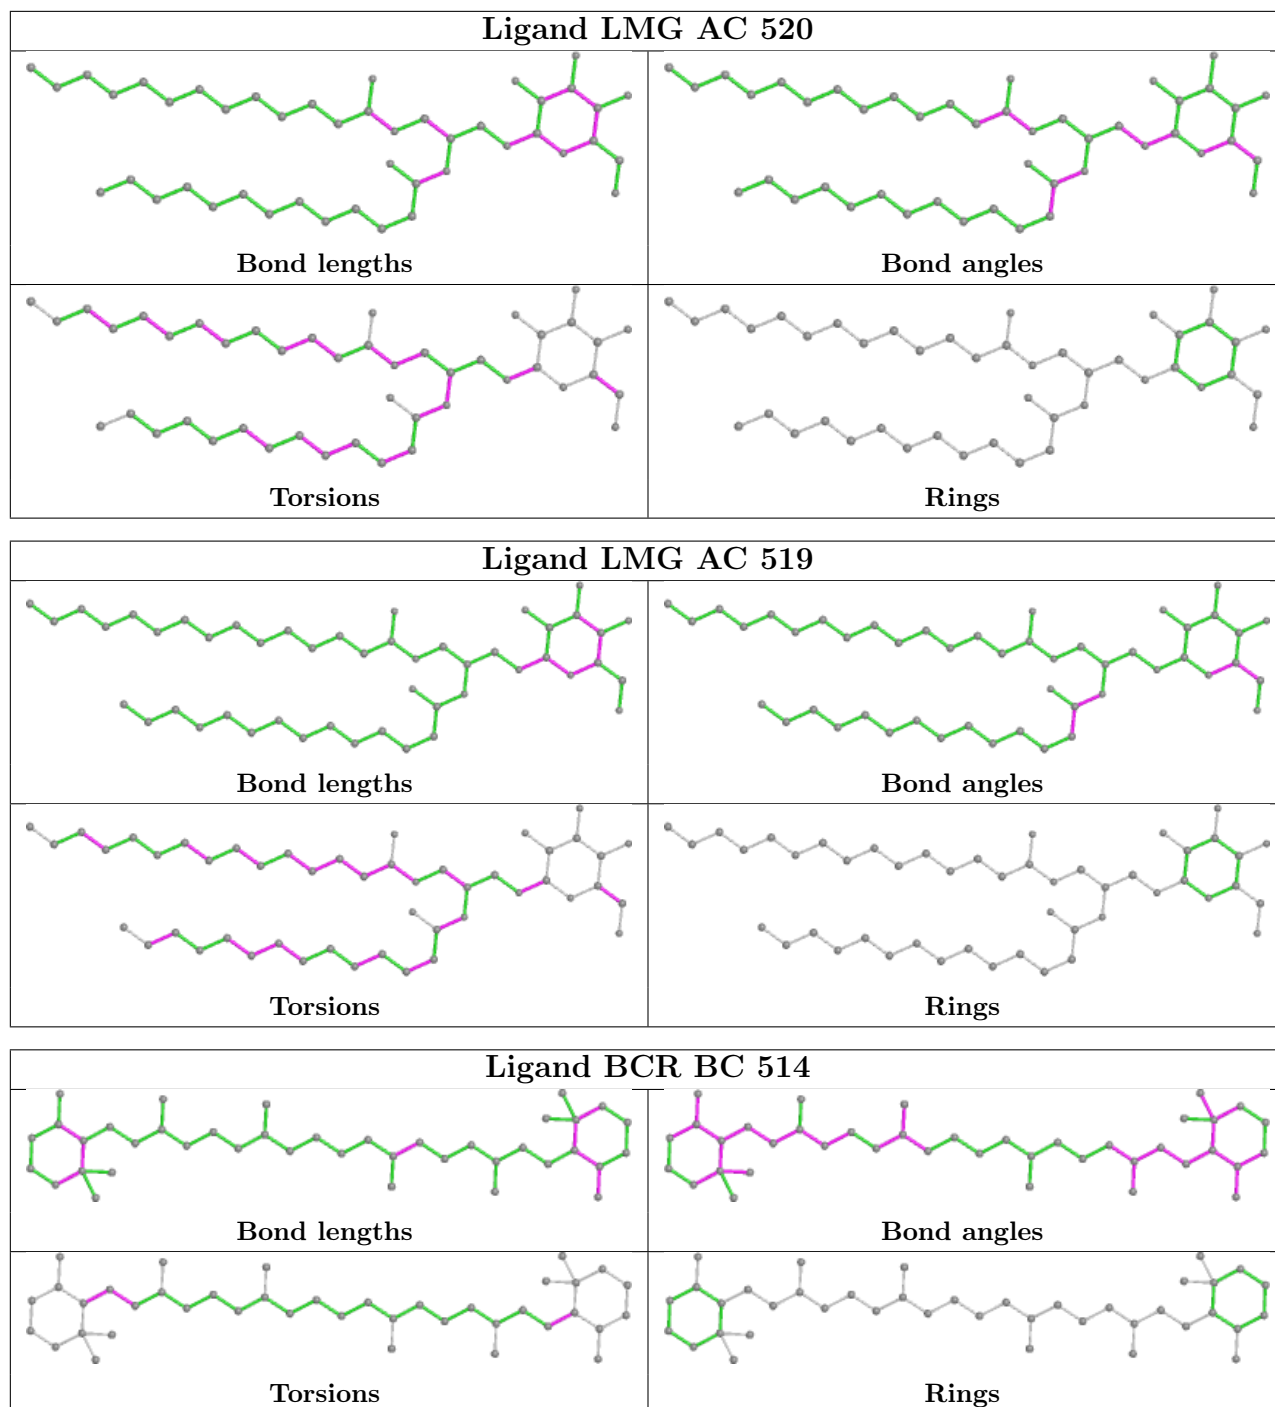 Ligand LMG AC 520
Bond lengths
Bond angles
Torsions
Rings
Ligand LMG AC 519
Bond lengths
Bond angles
Torsions
Rings
Ligand BCR BC 514
Bond lengths
Bond angles
Torsions
Rings